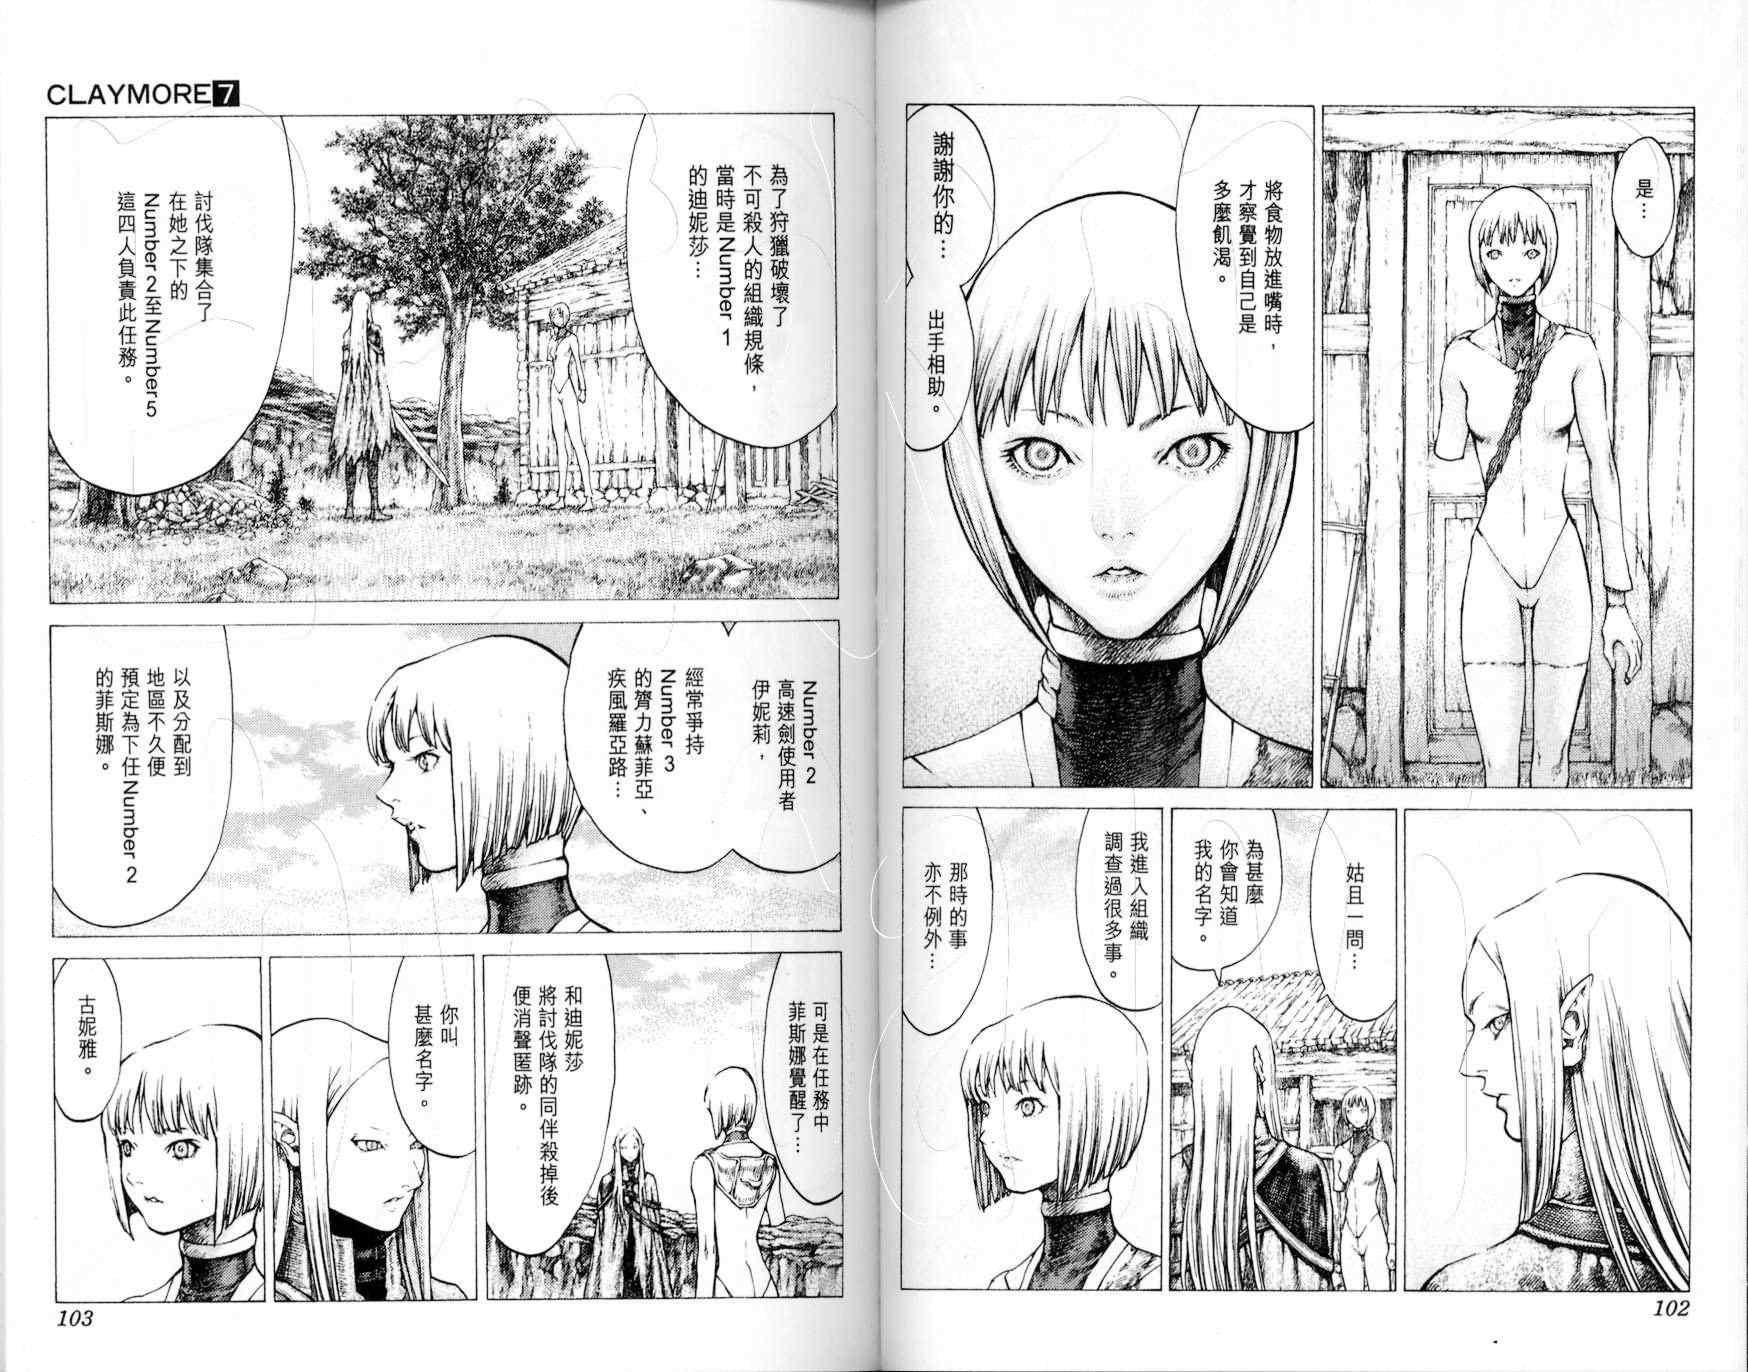 是…
將食物放進嘴時，
才察覺到自己是
多麼飢渴。
謝謝你的…
出手相助。
姑且一問…
為甚麼
你會知道
我的名字。
我進入組織
調查過很多事。
那時的事
亦不例外…
102
CLAYMORE 7
為了狩獵破壞了
不可殺人的組織規條，
當時是Number 1
的迪妮莎…
討伐隊集合了
在她之下的
Number 2至Number 5
這四人負責此任務。
Number 2
高速劍使用者
伊妮莉，
經常爭持
Number 3
的膂力蘇菲亞、
疾風羅亞路…
以及分配到
地區不久便
預定為下任Number 2
的菲斯娜。
可是在任務中
菲斯娜覺醒了…
和迪妮莎
將討伐隊的同伴殺掉後
便消聲匿跡。
你叫
甚麼名字。
古妮雅。
103